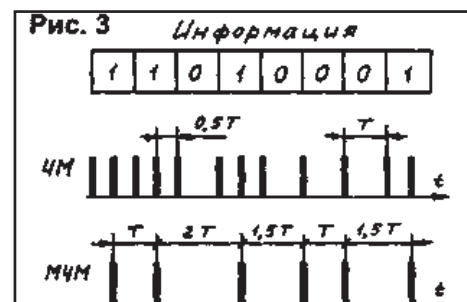 Рис. 3
Информация
1 1 0 1 0 0 0 1
0,5T T
ЧМ t
T 2T 1,5T T 1,5T
МЧМ t